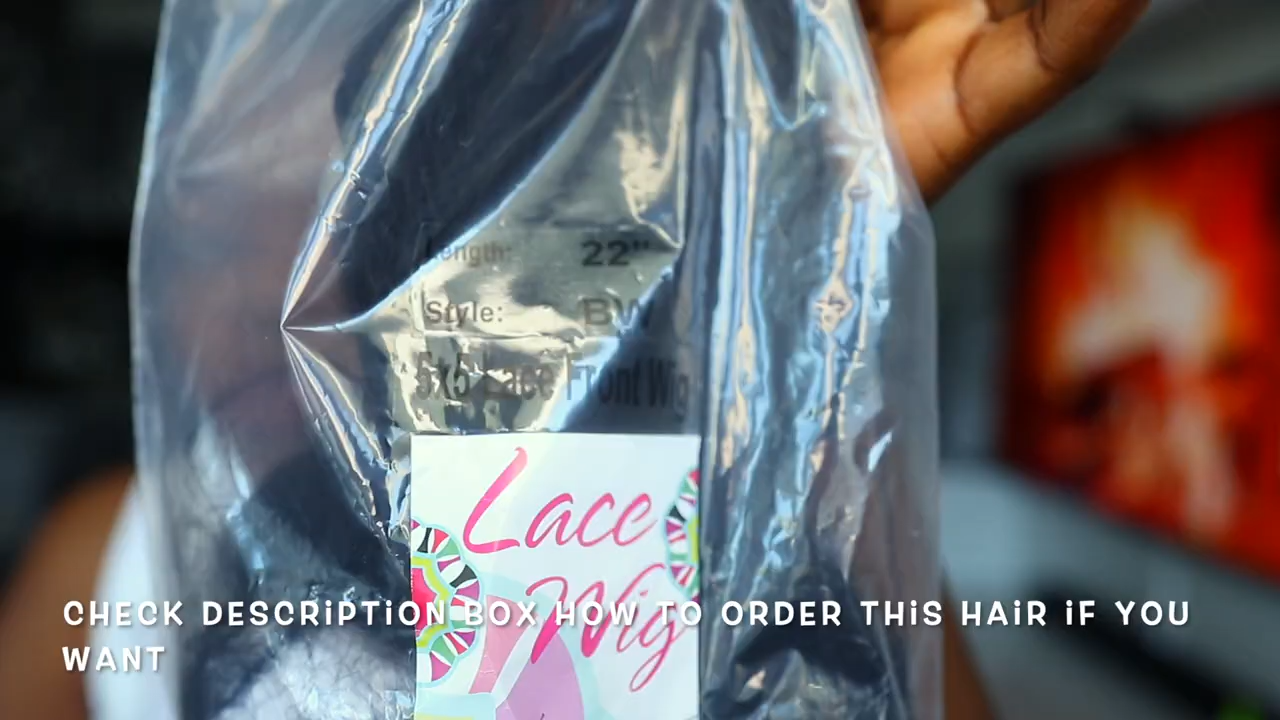 Length: 22"
Style: BW
5x5 Lace Front Wig
Lace
Wig
CHECK DESCRIPTION BOX HOW TO ORDER THIS HAIR IF YOU
WANT